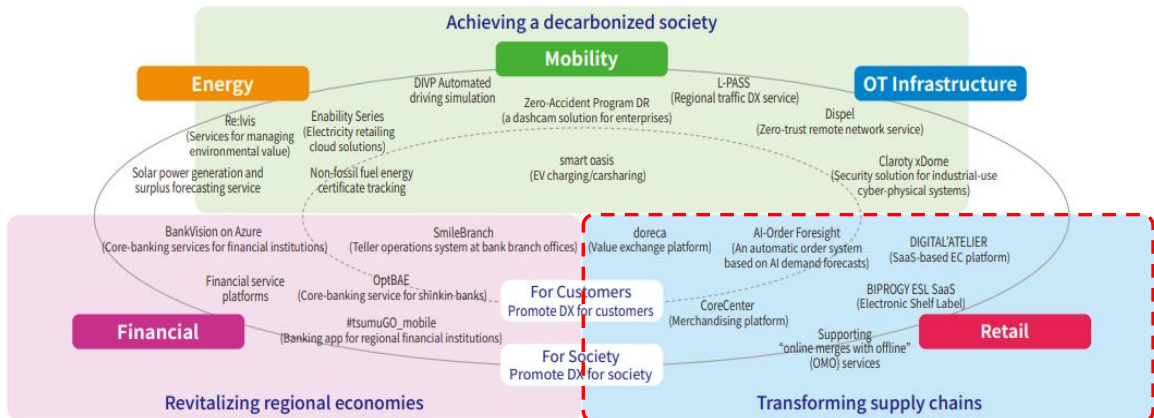 Achieving a decarbonized society
Mobility
Energy
OT Infrastructure
DIVP Automated
driving simulation
L-PASS
(Regional traffic DX service)
Zero-Accident Program DR
(a dashcam solution for enterprises)
Re:lvis
(Services for managing
environmental value)
Enability Series
(Electricity retailing
cloud solutions)
Dispel
(Zero-trust remote network service)
Solar power generation and
surplus forecasting service
Non-fossil fuel energy
certificate tracking
smart oasis
(EV charging/carsharing)
Claroty xDome
(Security solution for industrial-use
cyber-physical systems)
BankVision on Azure
(Core-banking services for financial institutions)
SmileBranch
(Teller operations system at bank branch offices)
doreca
(Value exchange platform)
AI-Order Foresight
(An automatic order system
based on AI demand forecasts)
DIGITAL'ATELIER
(SaaS-based EC platform)
Financial service
platforms
OptBAE
(Core-banking service for shinkin banks)
For Customers
Promote DX for customers
CoreCenter
(Merchandising platform)
BIPROGY ESL SaaS
(Electronic Shelf Label)
Financial
#tsumuGO_mobile
(Banking app for regional financial institutions)
Retail
Supporting
"online merges with offline"
(OMO) services
For Society
Promote DX for society
Revitalizing regional economies
Transforming supply chains